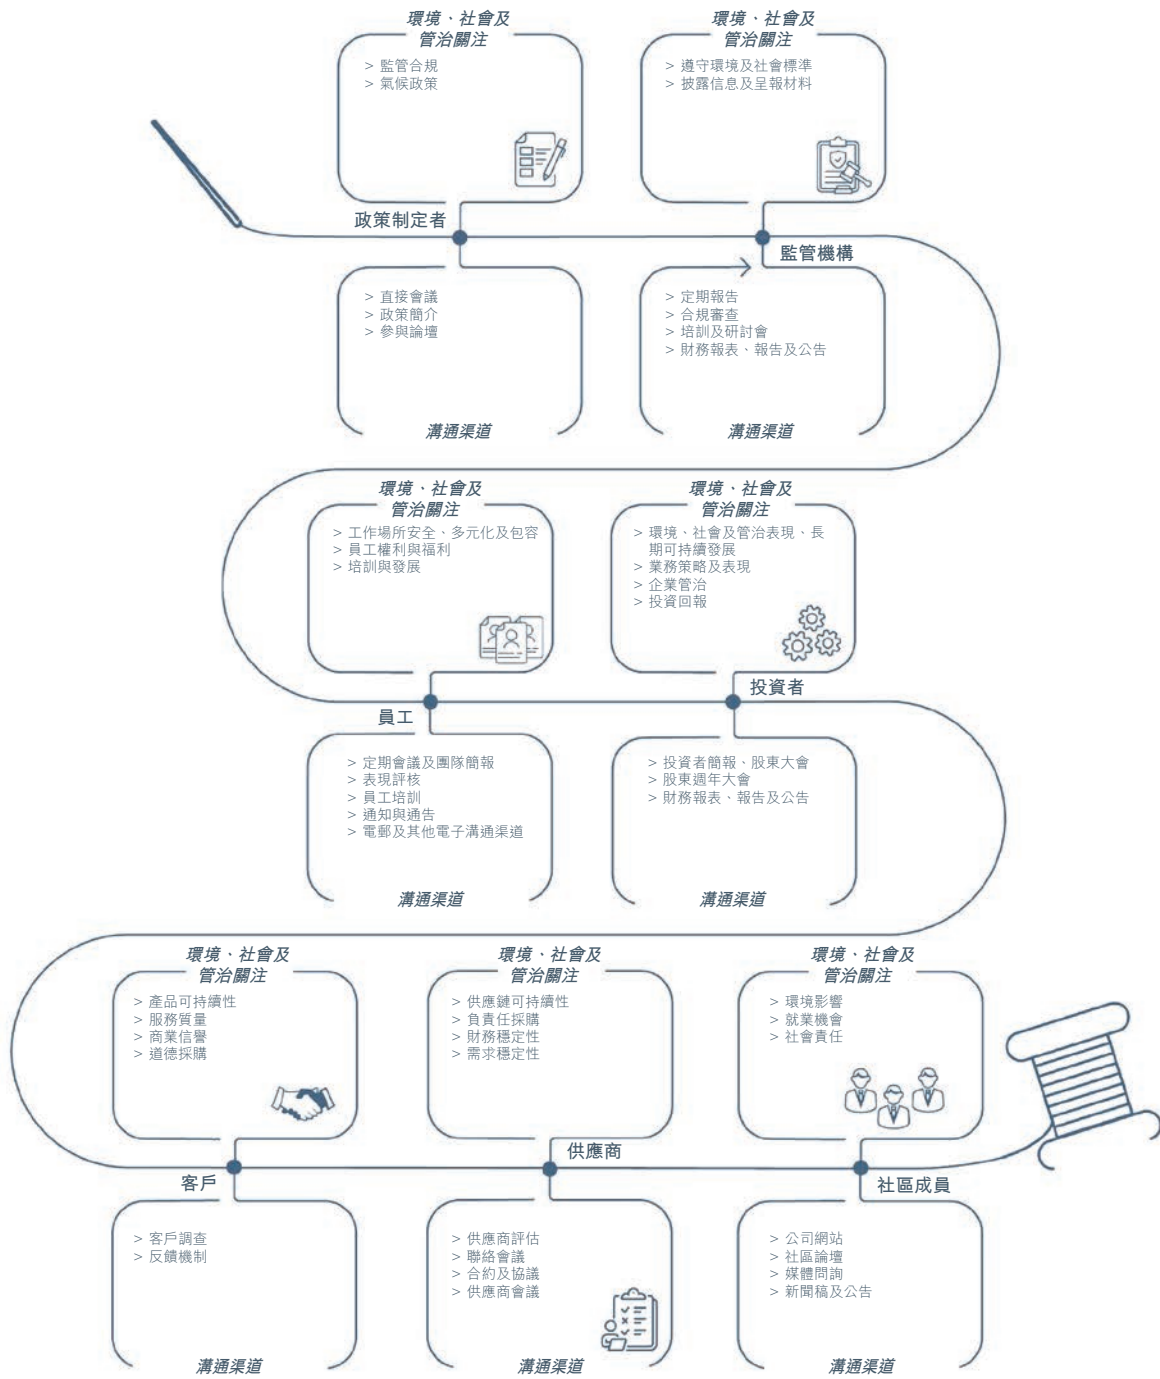 環境、社會及
管治關注
> 監管合規
> 氣候政策
政策制定者
> 直接會議
> 政策簡介
> 參與論壇
溝通渠道
環境、社會及
管治關注
> 遵守環境及社會標準
> 披露信息及呈報材料
監管機構
> 定期報告
> 合規審查
> 培訓及研討會
> 財務報表、報告及公告
溝通渠道
環境、社會及
管治關注
> 工作場所安全、多元化及包容
> 員工權利與福利
> 培訓與發展
員工
> 定期會議及團隊簡報
> 表現評核
> 員工培訓
> 通知與通告
> 電郵及其他電子溝通渠道
溝通渠道
環境、社會及
管治關注
> 環境、社會及管治表現、長
期可持續發展
> 業務策略及表現
> 企業管治
> 投資回報
投資者
> 投資者簡報、股東大會
> 股東週年大會
> 財務報表、報告及公告
溝通渠道
環境、社會及
管治關注
> 產品可持續性
> 服務質量
> 商業信譽
> 道德採購
客戶
> 客戶調查
> 反饋機制
溝通渠道
環境、社會及
管治關注
> 供應鏈可持續性
> 負責任採購
> 財務穩定性
> 需求穩定性
供應商
> 供應商評估
> 聯絡會議
> 合約及協議
> 供應商會議
溝通渠道
環境、社會及
管治關注
> 環境影響
> 就業機會
> 社會責任
社區成員
> 公司網站
> 社區論壇
> 媒體問詢
> 新聞稿及公告
溝通渠道